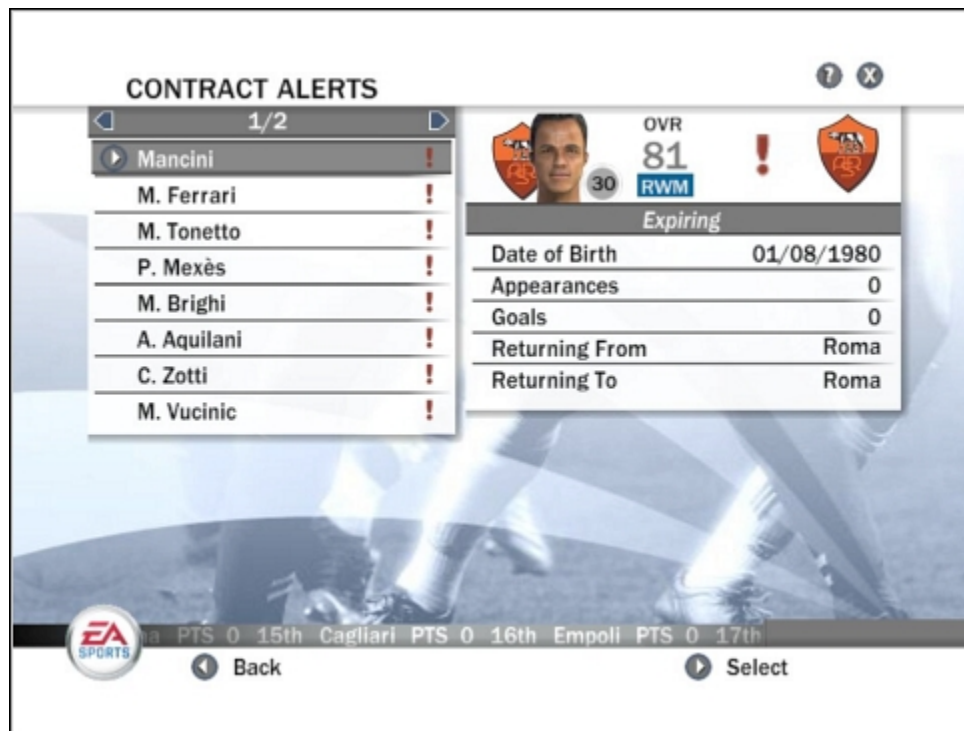 CONTRACT ALERTS
? X
1/2
Mancini !
M. Ferrari !
M. Tonetto !
P. Mexès !
M. Brighi !
A. Aquilani !
C. Zotti !
M. Vucinic !
OVR
81
30
RWM
!
Expiring
Date of Birth 01/08/1980
Appearances 0
Goals 0
Returning From Roma
Returning To Roma
EA
SPORTS
na PTS 0 15th Cagliari PTS 0 16th Empoli PTS 0 17th
Back
Select